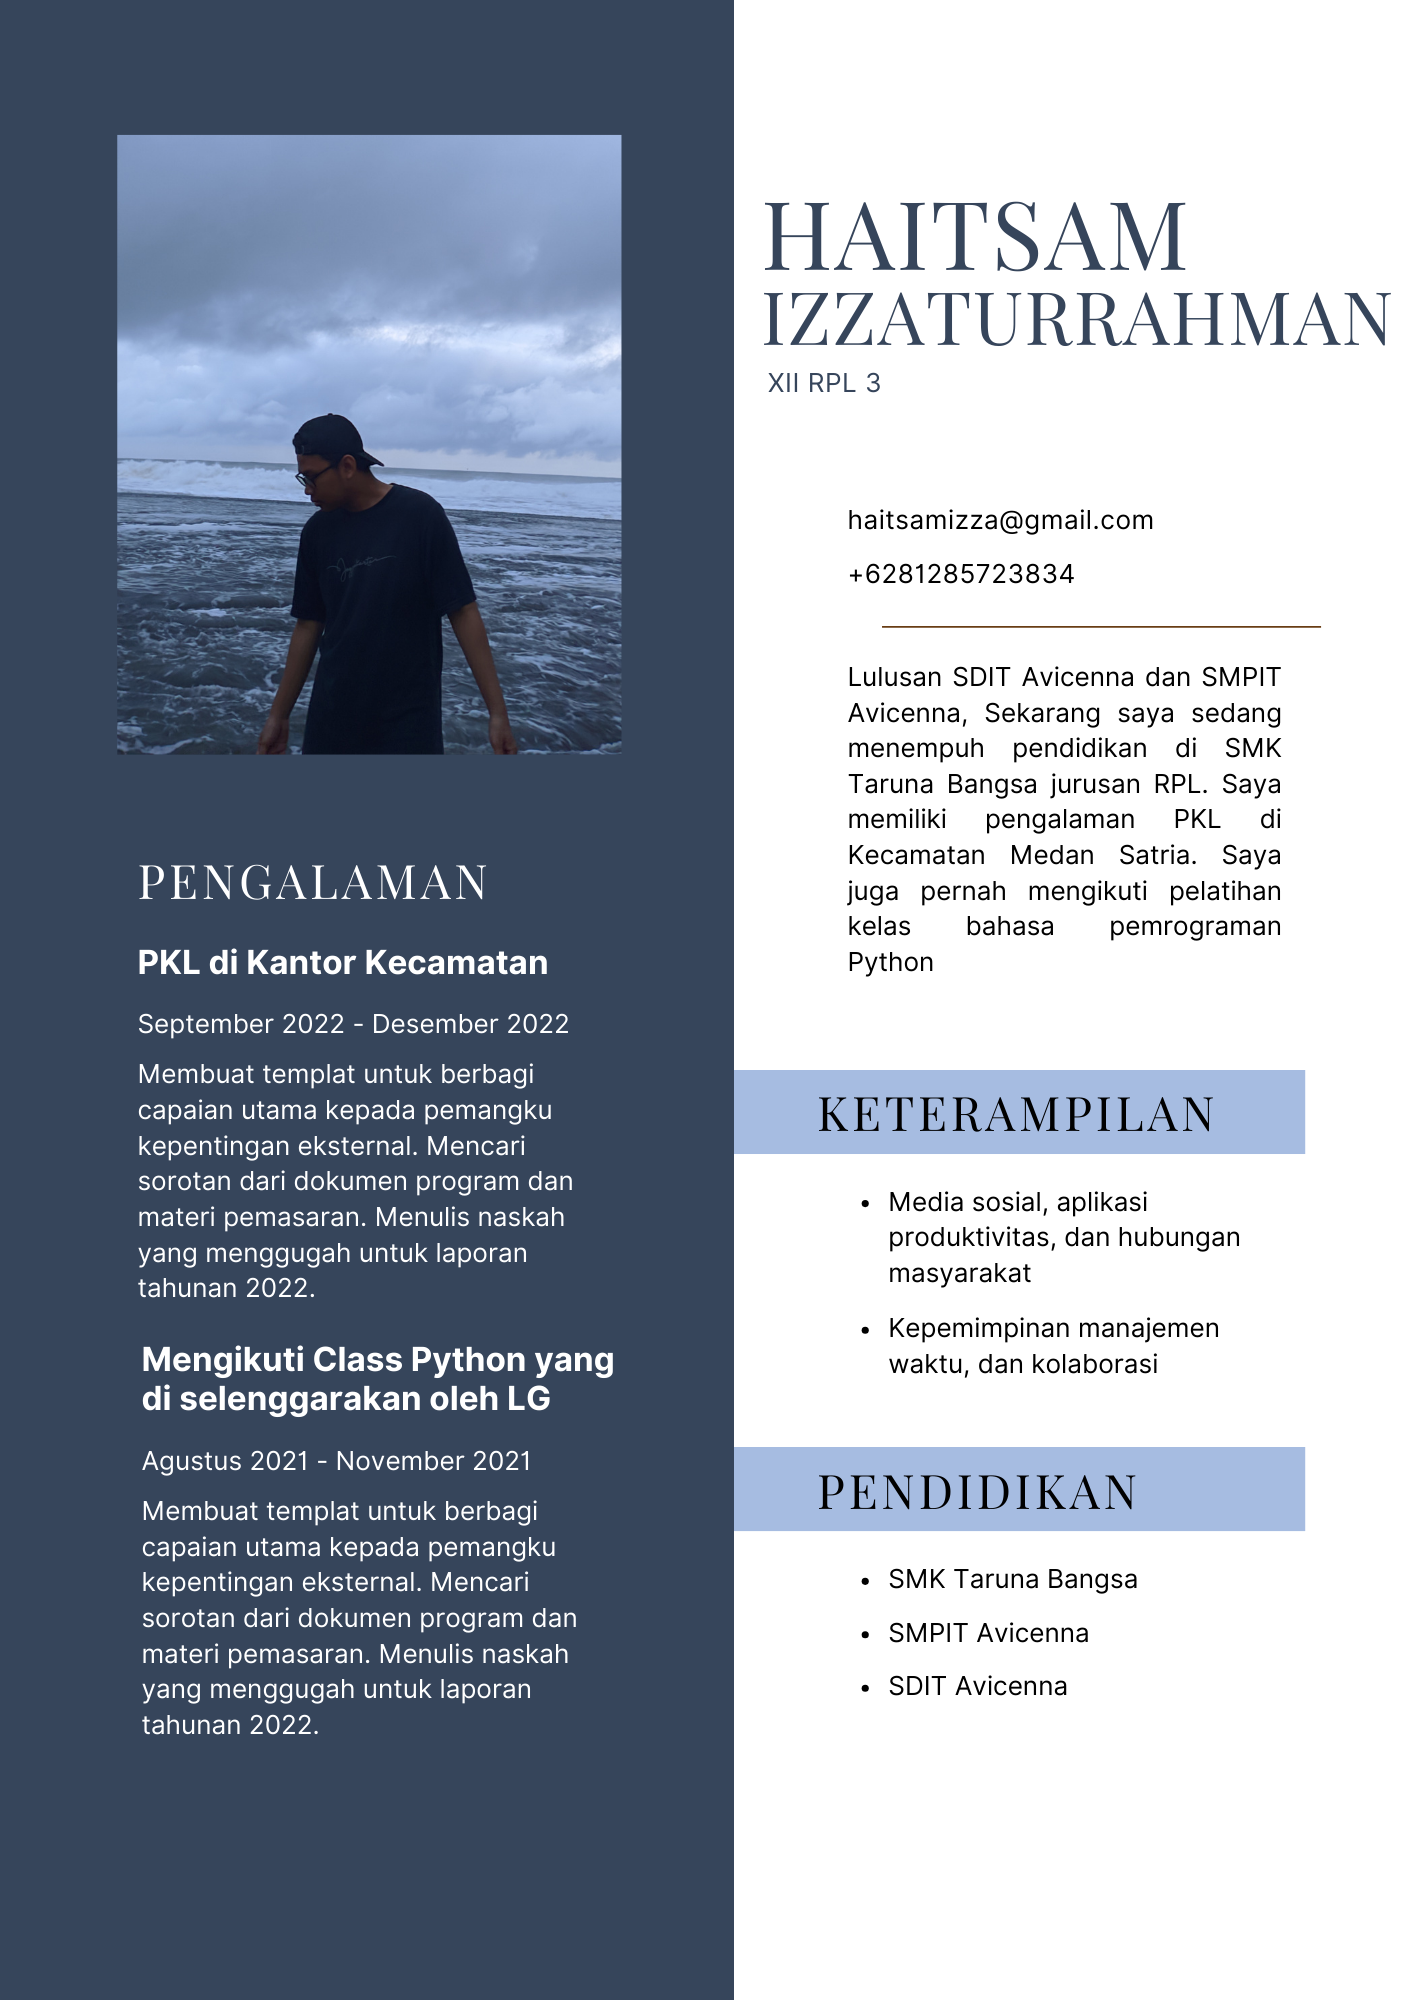 HAITSAM
IZZATURRAHMAN
XII RPL 3
haitsamizza@gmail.com
+6281285723834
Lulusan SDIT Avicenna dan SMPIT
Avicenna, Sekarang saya sedang
menempuh pendidikan di SMK
Taruna Bangsa jurusan RPL. Saya
memiliki pengalaman PKL di
Kecamatan Medan Satria. Saya
juga pernah mengikuti pelatihan
kelas bahasa pemrograman
Python
PENGALAMAN
PKL di Kantor Kecamatan
September 2022 - Desember 2022
Membuat templat untuk berbagi
capaian utama kepada pemangku
kepentingan eksternal. Mencari
sorotan dari dokumen program dan
materi pemasaran. Menulis naskah
yang menggugah untuk laporan
tahunan 2022.
Mengikuti Class Python yang
di selenggarakan oleh LG
Agustus 2021 - November 2021
Membuat templat untuk berbagi
capaian utama kepada pemangku
kepentingan eksternal. Mencari
sorotan dari dokumen program dan
materi pemasaran. Menulis naskah
yang menggugah untuk laporan
tahunan 2022.
KETERAMPILAN
• Media sosial, aplikasi
produktivitas, dan hubungan
masyarakat
• Kepemimpinan manajemen
waktu, dan kolaborasi
PENDIDIKAN
• SMK Taruna Bangsa
• SMPIT Avicenna
• SDIT Avicenna